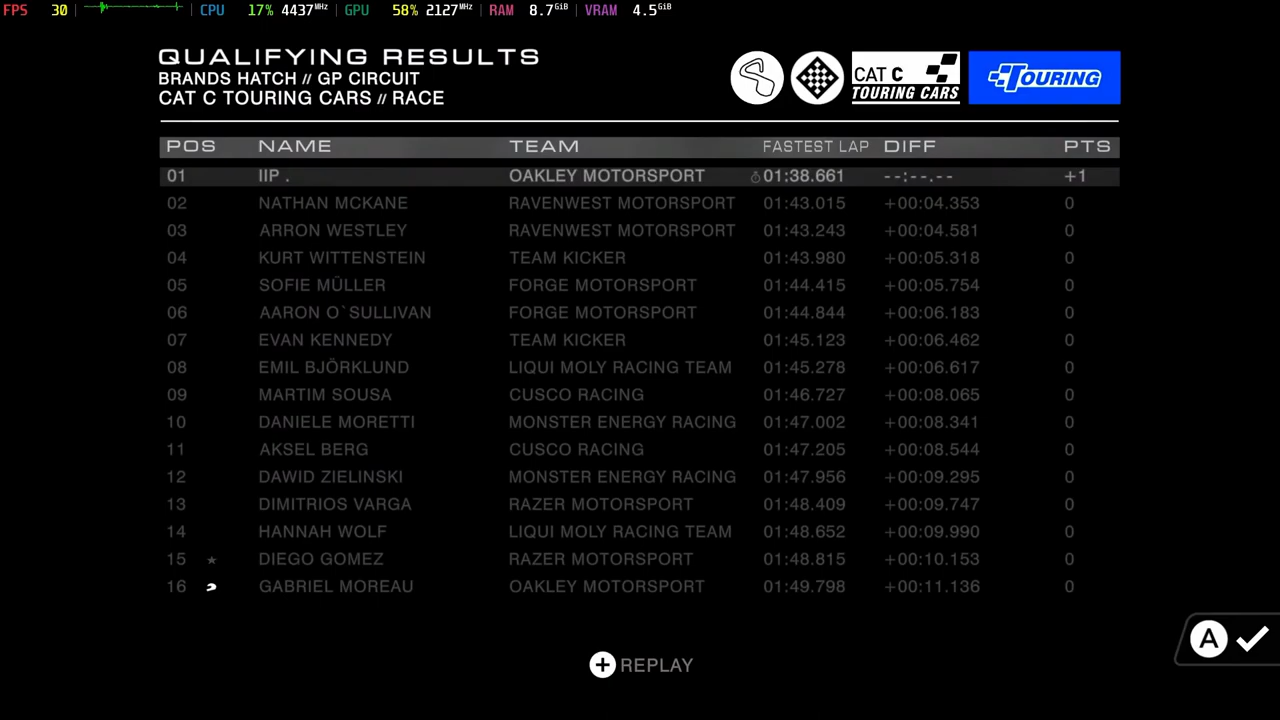 FPS 30 CPU 17% 4437MHz GPU 58% 2127MHz RAM 8.7GiB VRAM 4.5GiB
QUALIFYING RESULTS
BRANDS HATCH // GP CIRCUIT
CAT C TOURING CARS // RACE
CAT C
TOURING CARS
TOURING
POS NAME TEAM FASTEST LAP DIFF PTS
01 IIP . OAKLEY MOTORSPORT 01:38.661 --:--.-- +1
02 NATHAN MCKANE RAVENWEST MOTORSPORT 01:43.015 +00:04.353 0
03 ARRON WESTLEY RAVENWEST MOTORSPORT 01:43.243 +00:04.581 0
04 KURT WITTENSTEIN TEAM KICKER 01:43.980 +00:05.318 0
05 SOFIE MÜLLER FORGE MOTORSPORT 01:44.415 +00:05.754 0
06 AARON O`SULLIVAN FORGE MOTORSPORT 01:44.844 +00:06.183 0
07 EVAN KENNEDY TEAM KICKER 01:45.123 +00:06.462 0
08 EMIL BJÖRKLUND LIQUI MOLY RACING TEAM 01:45.278 +00:06.617 0
09 MARTIM SOUSA CUSCO RACING 01:46.727 +00:08.065 0
10 DANIELE MORETTI MONSTER ENERGY RACING 01:47.002 +00:08.341 0
11 AKSEL BERG CUSCO RACING 01:47.205 +00:08.544 0
12 DAWID ZIELINSKI MONSTER ENERGY RACING 01:47.956 +00:09.295 0
13 DIMITRIOS VARGA RAZER MOTORSPORT 01:48.409 +00:09.747 0
14 HANNAH WOLF LIQUI MOLY RACING TEAM 01:48.652 +00:09.990 0
15 DIEGO GOMEZ RAZER MOTORSPORT 01:48.815 +00:10.153 0
16 GABRIEL MOREAU OAKLEY MOTORSPORT 01:49.798 +00:11.136 0
A
REPLAY